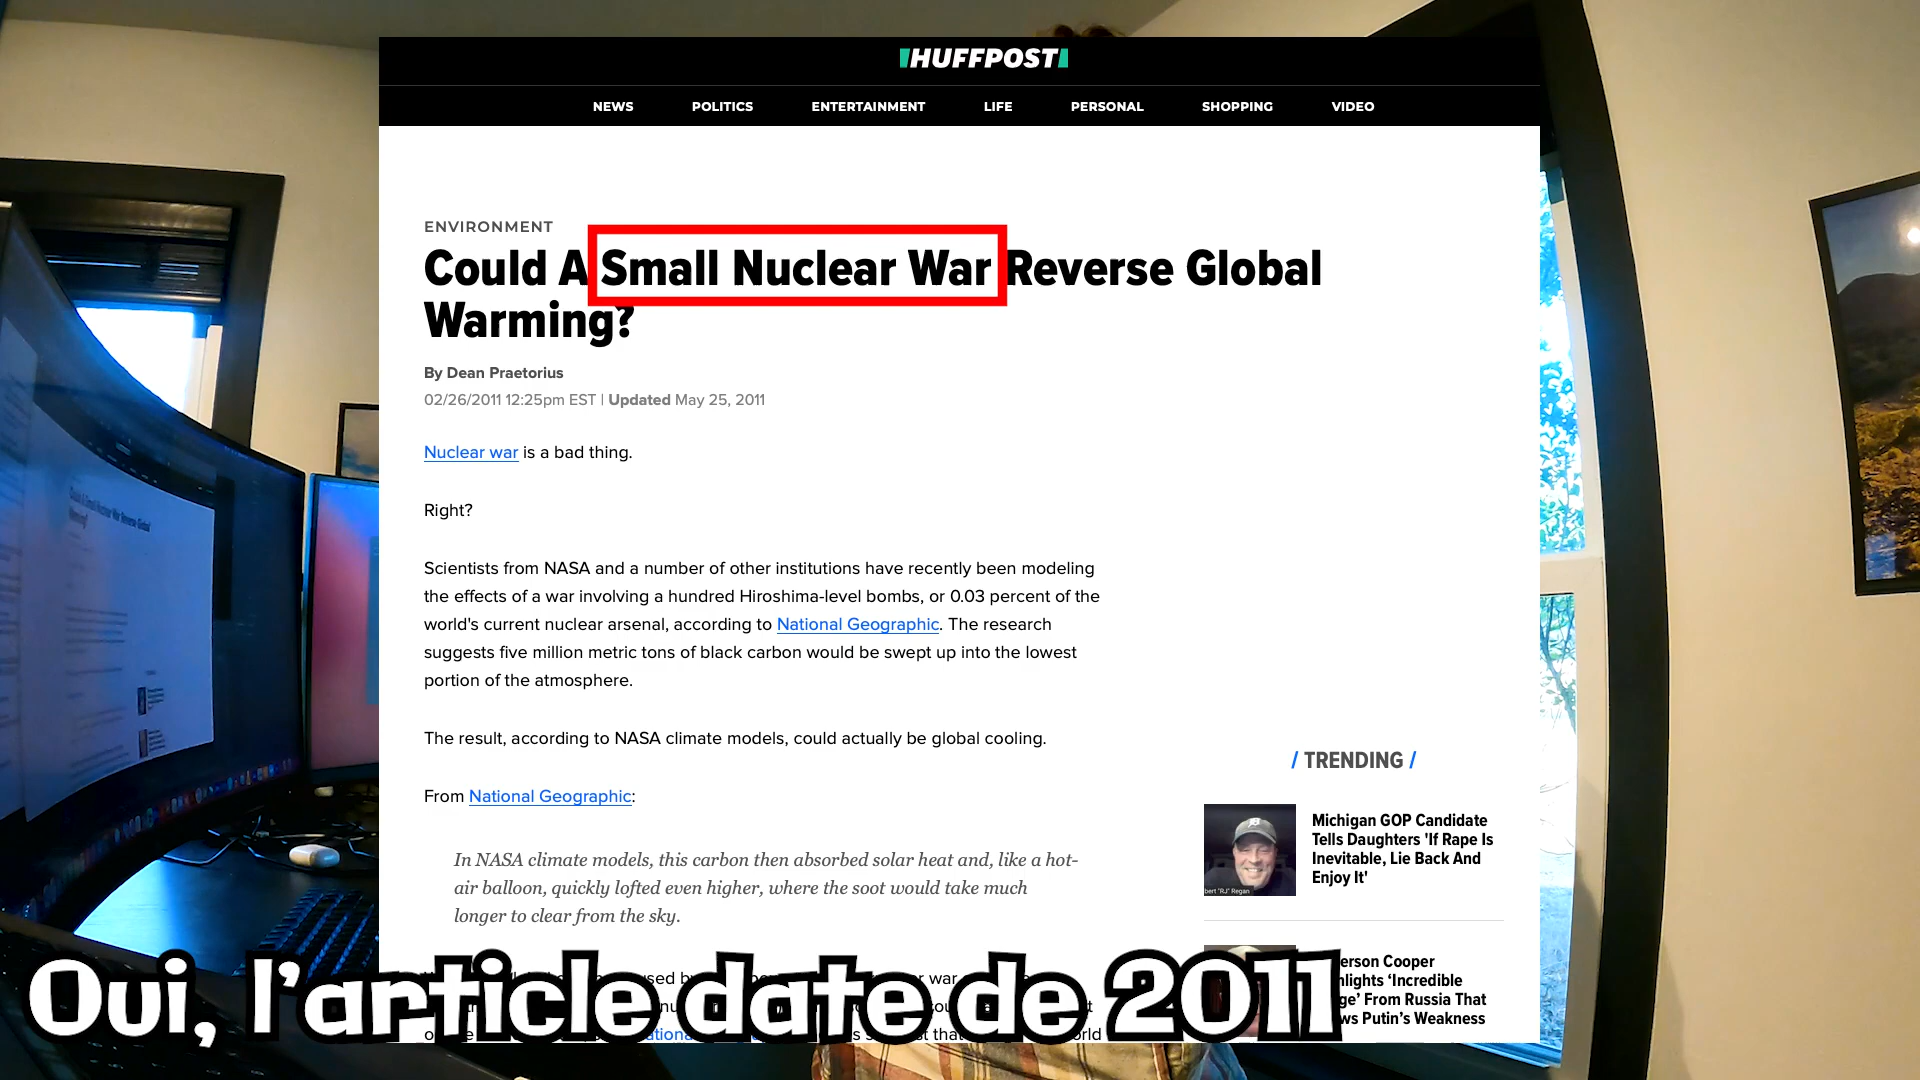 HUFFPOST
NEWS POLITICS ENTERTAINMENT LIFE PERSONAL SHOPPING VIDEO
ENVIRONMENT
Could A Small Nuclear War Reverse Global
Warming?
By Dean Praetorius
02/26/2011 12:25pm EST | Updated May 25, 2011
Nuclear war is a bad thing.
Right?
Scientists from NASA and a number of other institutions have recently been modeling
the effects of a war involving a hundred Hiroshima-level bombs, or 0.03 percent of the
world's current nuclear arsenal, according to National Geographic. The research
suggests five million metric tons of black carbon would be swept up into the lowest
portion of the atmosphere.
The result, according to NASA climate models, could actually be global cooling.
From National Geographic:
In NASA climate models, this carbon then absorbed solar heat and, like a hot-
air balloon, quickly lofted even higher, where the soot would take much
longer to clear from the sky.
/ TRENDING /
Michigan GOP Candidate
Tells Daughters 'If Rape Is
Inevitable, Lie Back And
Enjoy It'
Cooper
'Incredible
From Russia That
Putin's Weakness
Oui, l'article date de 2011